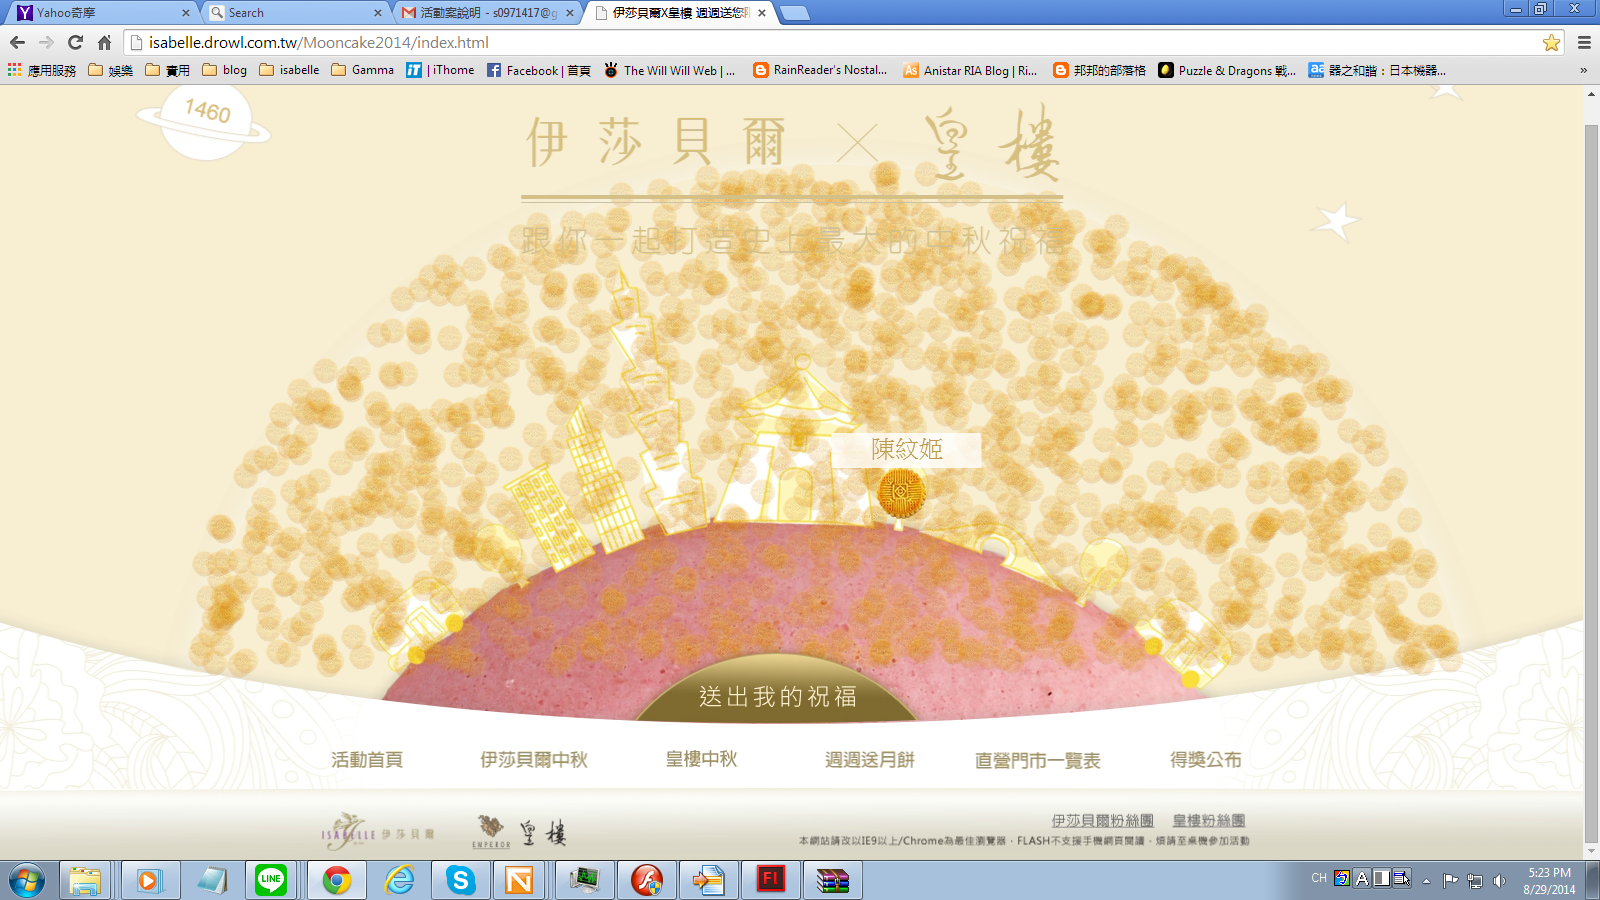 Yahoo奇摩
Search
活動案說明 - s0971417@g
伊莎貝爾X皇樓 週週送您
isabelle.drowl.com.tw/Mooncake2014/index.html
應用服務
娛樂
實用
blog
isabelle
Gamma
iT | iThome
Facebook | 首頁
The Will Will Web | ...
RainReader's Nostal...
Anistar RIA Blog | Ri...
邦邦的部落格
Puzzle & Dragons 戰...
器之和諧：日本機器...
»
1460
伊莎貝爾 × 皇樓
跟你一起打造史上最大的中秋祝福
陳紋姬
送出我的祝福
活動首頁
伊莎貝爾中秋
皇樓中秋
週週送月餅
直營門市一覽表
得獎公布
ISABELLE 伊莎貝爾
EMPEROR 皇樓
伊莎貝爾粉絲團
皇樓粉絲團
本網站請改以IE9以上/Chrome為最佳瀏覽器，FLASH不支援手機網頁閱讀，煩請至桌機參加活動
LINE
CH
A
5:23 PM
8/29/2014